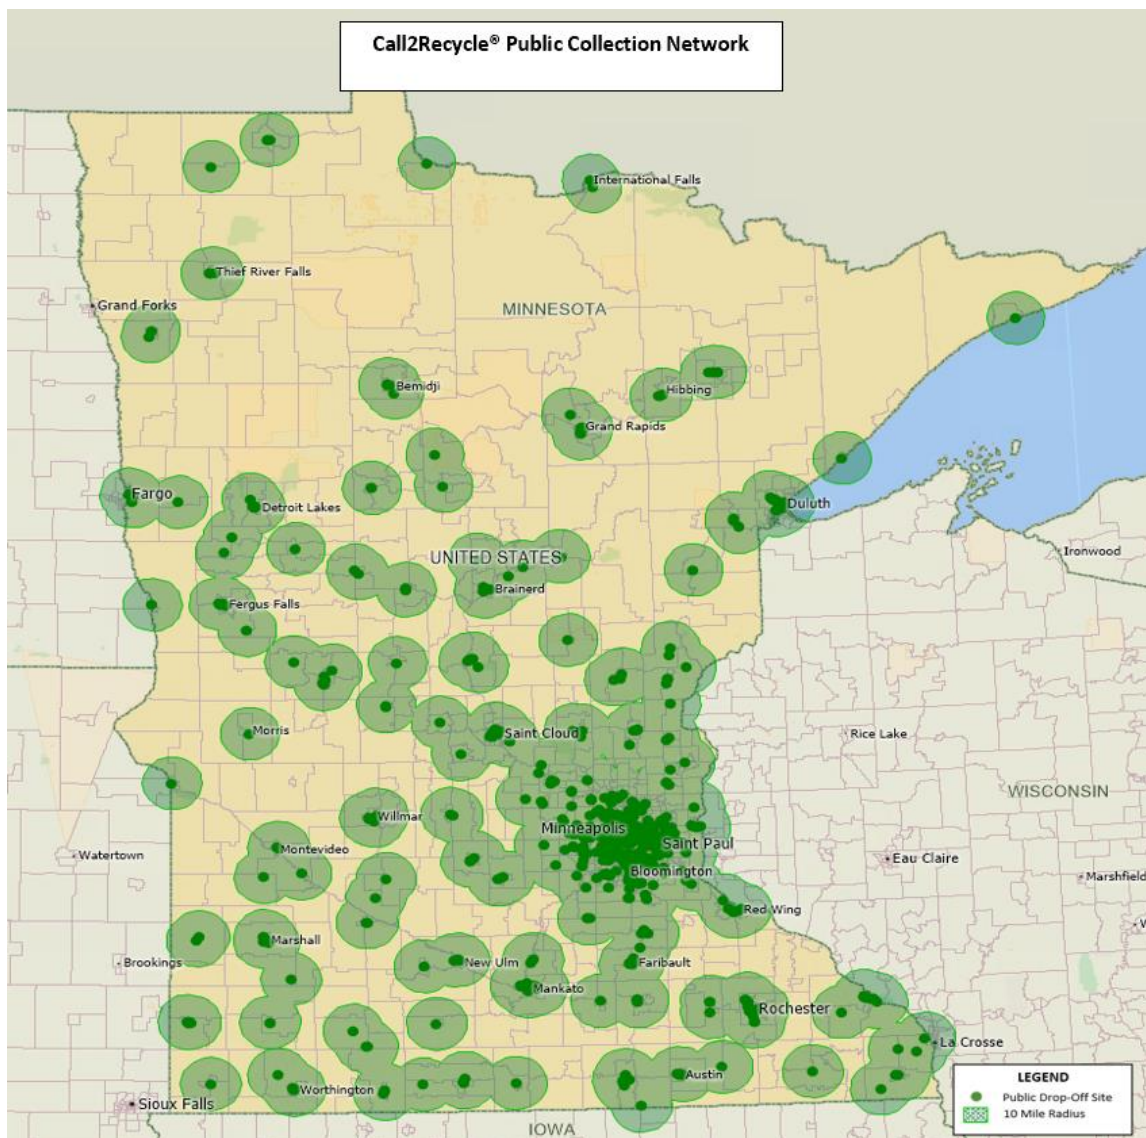 Call2Recycle® Public Collection Network
International Falls
Thief River Falls
Grand Forks
MINNESOTA
Bemidji
Hibbing
Grand Rapids
Fargo
Detroit Lakes
Duluth
UNITED STATES
Ironwood
Brainerd
Fergus Falls
Morris
Saint Cloud
Rice Lake
WISCONSIN
Willmar
Minneapolis
Saint Paul
Watertown
Montevideo
Eau Claire
Bloomington
Marshfield
Red Wing
W
Marshall
Brookings
New Ulm
Faribault
Mankato
Rochester
La Crosse
Austin
Worthington
Sioux Falls
IOWA
LEGEND
Public Drop-Off Site
10 Mile Radius